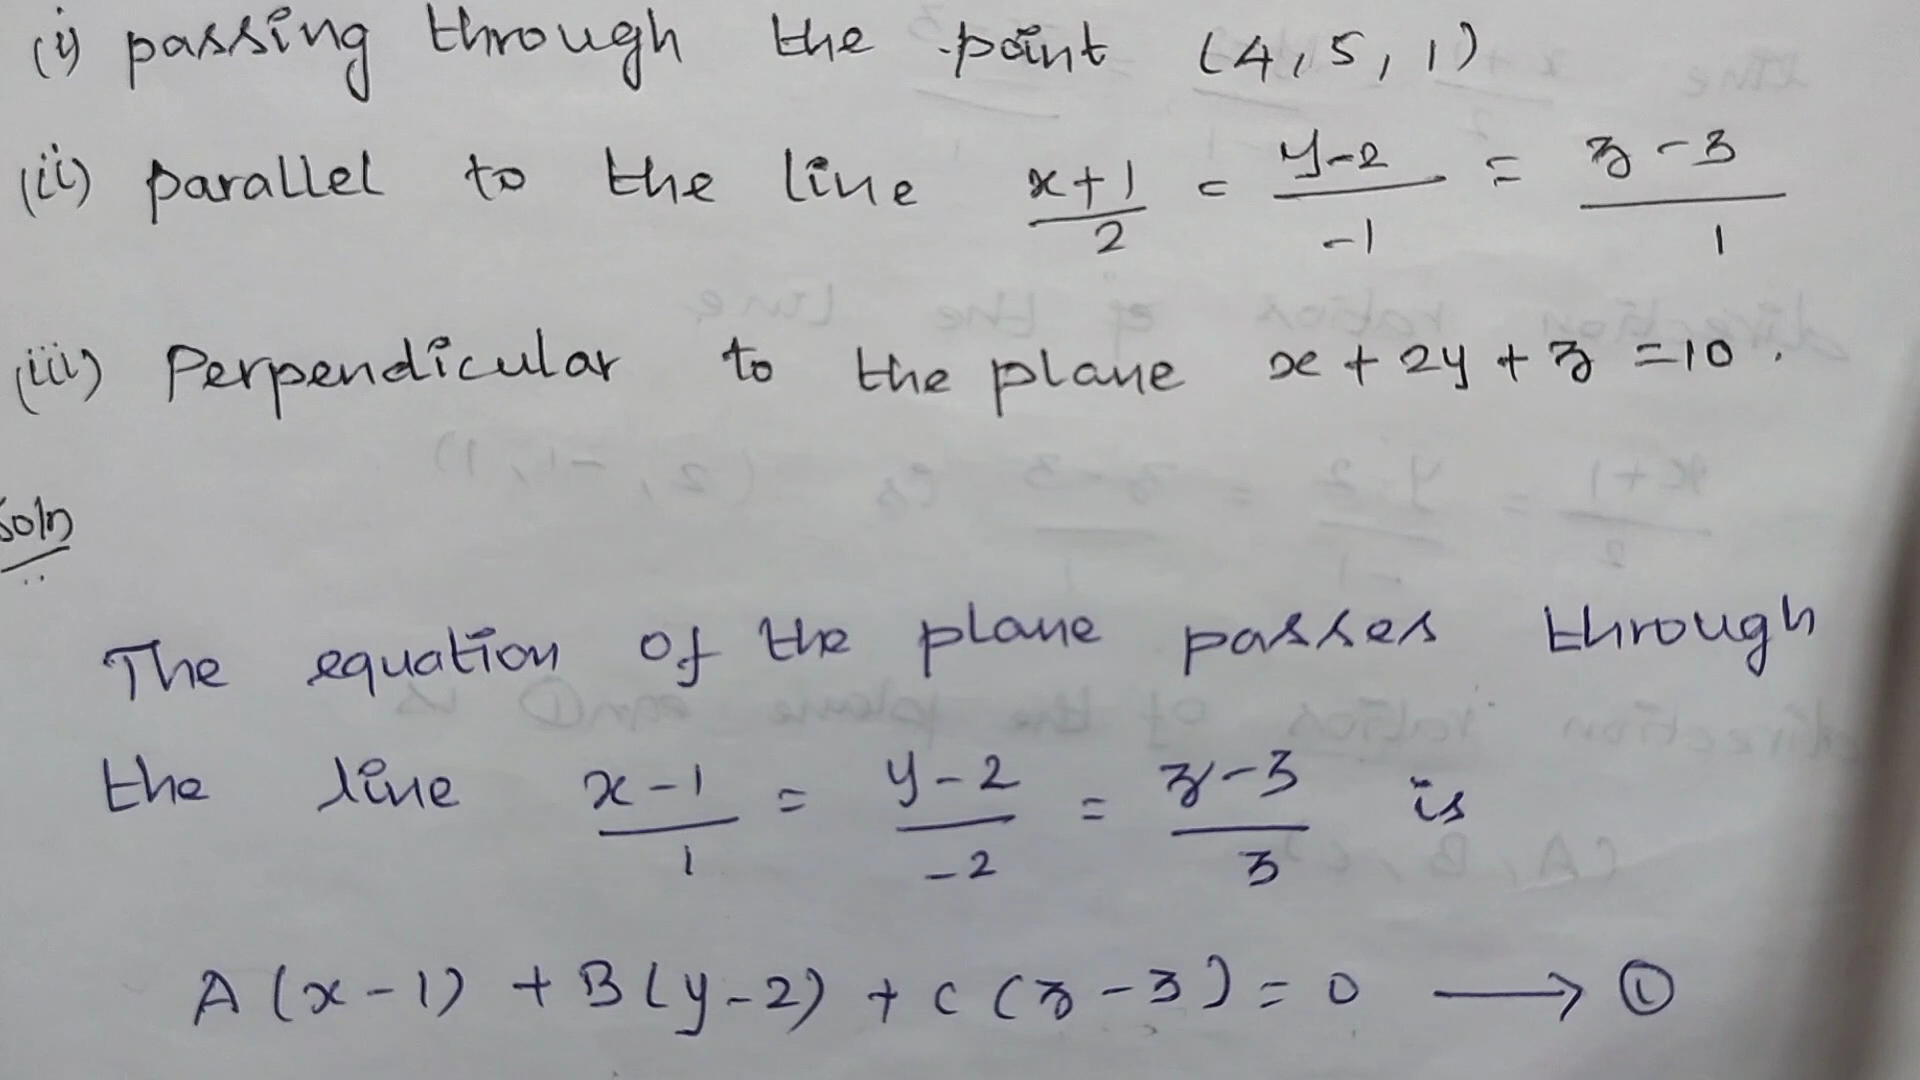 (i) passing through the point (4, 5, 1)
(ii) parallel to the line x+1/2 = y-2/-1 = z-3/1
(iii) Perpendicular to the plane x + 2y + z = 10.
Soln
The equation of the plane passes through
the line x-1/1 = y-2/-2 = z-3/3 is
A(x-1) + B(y-2) + C(z-3) = 0 → ①